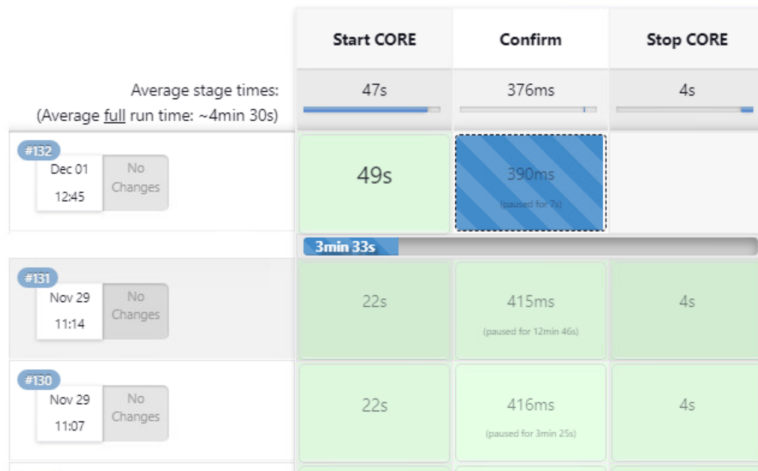 Start CORE
Confirm
Stop CORE
Average stage times:
(Average full run time: ~4min 30s)
47s
376ms
4s
#132
Dec 01
12:45
No
Changes
49s
390ms
(paused for 7s)
3min 33s
#131
Nov 29
11:14
No
Changes
22s
415ms
(paused for 12min 46s)
4s
#130
Nov 29
11:07
No
Changes
22s
416ms
(paused for 3min 25s)
4s